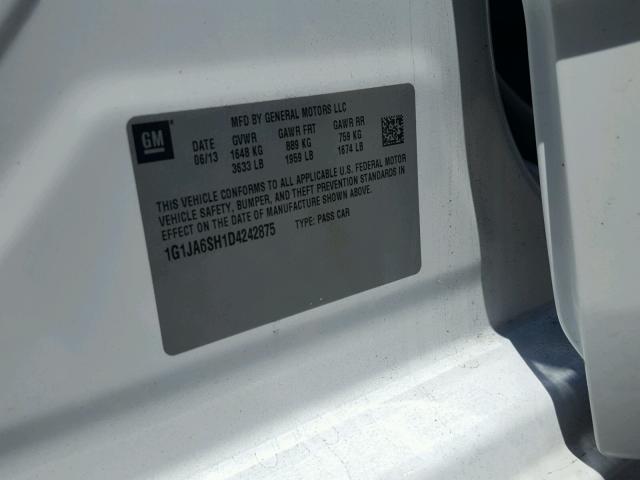 GM
MFD BY GENERAL MOTORS LLC
DATE GVWR GAWR FRT GAWR RR
06/13 1648 KG 889 KG 759 KG
3633 LB 1959 LB 1674 LB
THIS VEHICLE CONFORMS TO ALL APPLICABLE U.S. FEDERAL MOTOR
VEHICLE SAFETY, BUMPER, AND THEFT PREVENTION STANDARDS IN
EFFECT ON THE DATE OF MANUFACTURE SHOWN ABOVE.
1G1JA6SH1D4242875 TYPE: PASS CAR